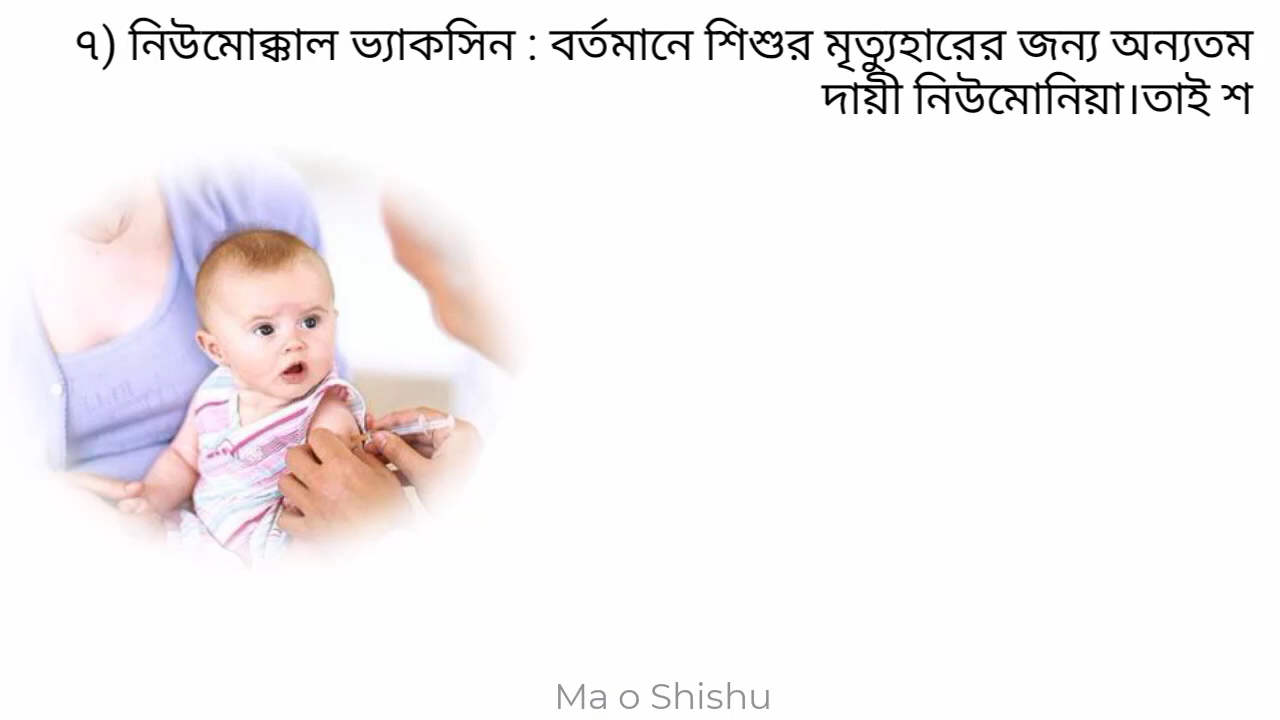 ৭) নিউমোক্কাল ভ্যাকসিন : বর্তমানে শিশুর মৃত্যুহারের জন্য অন্যতম
দায়ী নিউমোনিয়া।তাই শ
Ma o Shishu